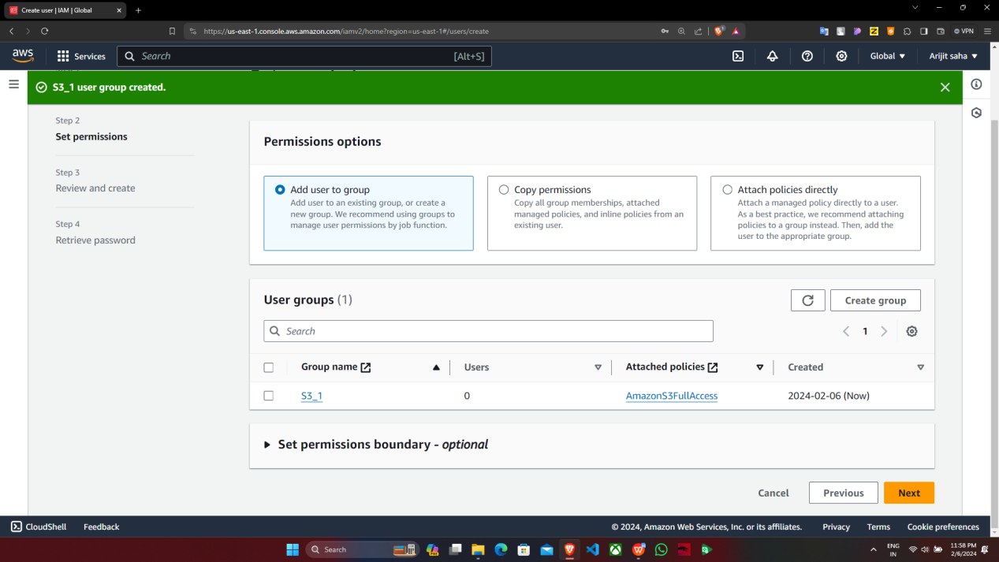 Create user | IAM | Global
https://us-east-1.console.aws.amazon.com/iamv2/home?region=us-east-1#/users/create
VPN
aws
Services
Search
[Alt+S]
Global
Arijit saha
S3_1 user group created.
Step 2
Set permissions
Step 3
Review and create
Step 4
Retrieve password
Permissions options
Add user to group
Add user to an existing group, or create a
new group. We recommend using groups to
manage user permissions by job function.
Copy permissions
Copy all group memberships, attached
managed policies, and inline policies from an
existing user.
Attach policies directly
Attach a managed policy directly to a user.
As a best practice, we recommend attaching
policies to a group instead. Then, add the
user to the appropriate group.
User groups (1)
Create group
Search
1
Group name
Users
Attached policies
Created
S3_1
0
AmazonS3FullAccess
2024-02-06 (Now)
Set permissions boundary - optional
Cancel
Previous
Next
CloudShell
Feedback
© 2024, Amazon Web Services, Inc. or its affiliates.
Privacy
Terms
Cookie preferences
Search
ENG
IN
11:58 PM
2/6/2024